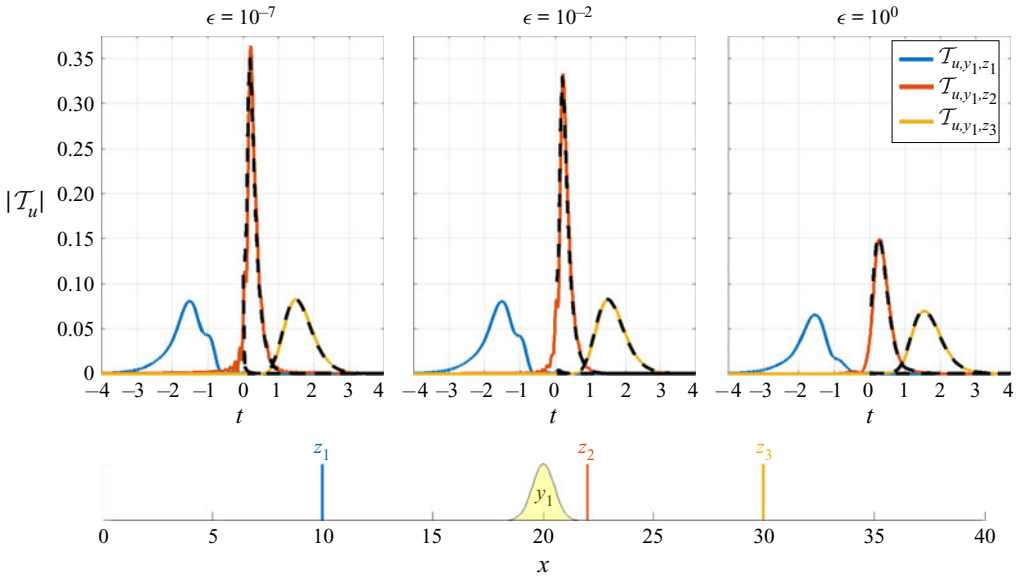 ϵ = 10⁻⁷ ϵ = 10⁻² ϵ = 10⁰
|𝒯ᵤ|
0.35
0.30
0.25
0.20
0.15
0.10
0.05
0
𝒯u,y₁,z₁
𝒯u,y₁,z₂
𝒯u,y₁,z₃
−4 −3 −2 −1 0 1 2 3 4 −4 −3 −2 −1 0 1 2 3 4 −4 −3 −2 −1 0 1 2 3 4
t t t
z₁ z₂ z₃
y₁
0 5 10 15 20 25 30 35 40
x